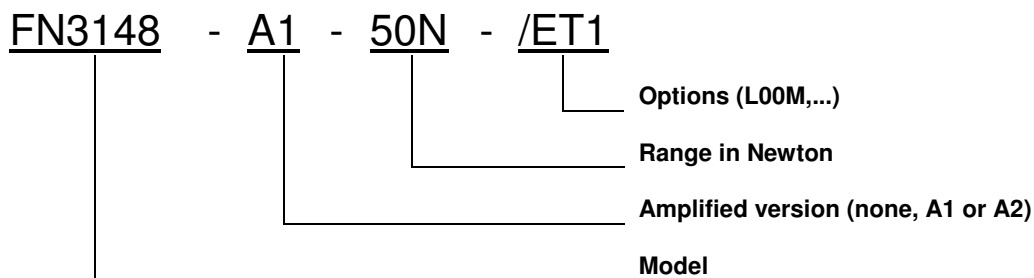 FN3148 - A1 - 50N - /ET1
Options (L00M,...)
Range in Newton
Amplified version (none, A1 or A2)
Model